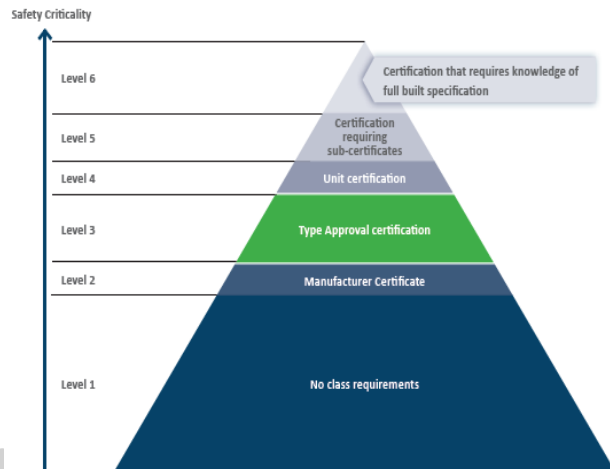 Safety Criticality
Level 6
Certification that requires knowledge of
full built specification
Level 5
Certification
requiring
sub-certificates
Level 4
Unit certification
Level 3
Type Approval certification
Level 2
Manufacturer Certificate
Level 1
No class requirements